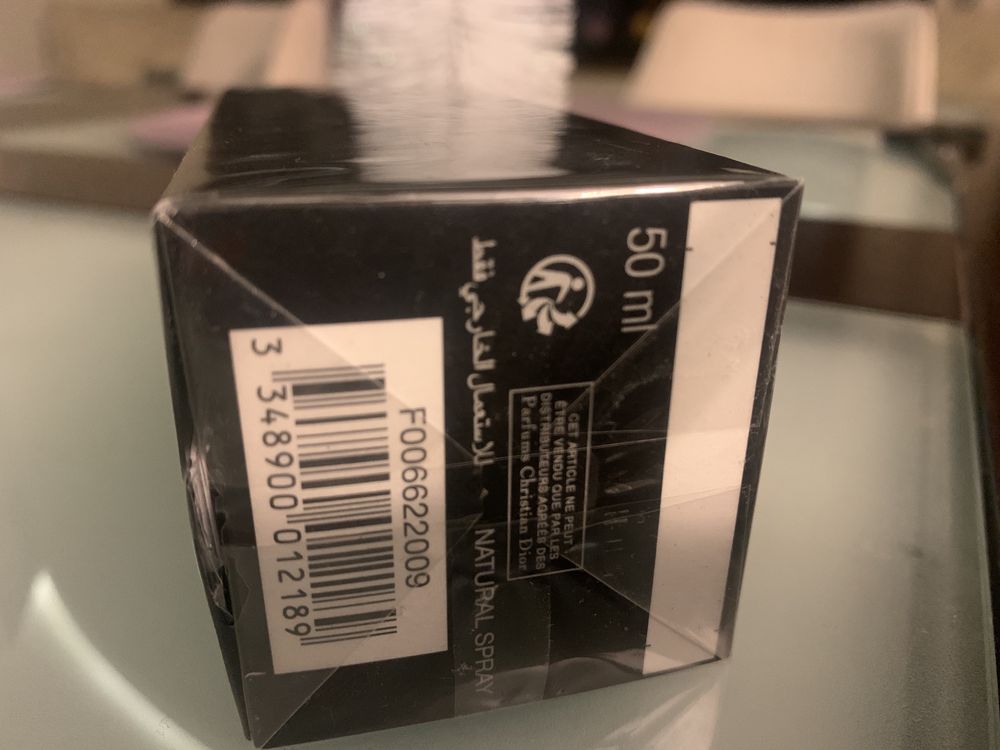 50 ml
CET ARTICLE NE PEUT
ÊTRE VENDU QUE PAR LES
DISTRIBUTEURS AGRÉÉS DES
Parfums Christian Dior
للاستعمال الخارجي فقط - NATURAL SPRAY
F006622009
3 348900 012189